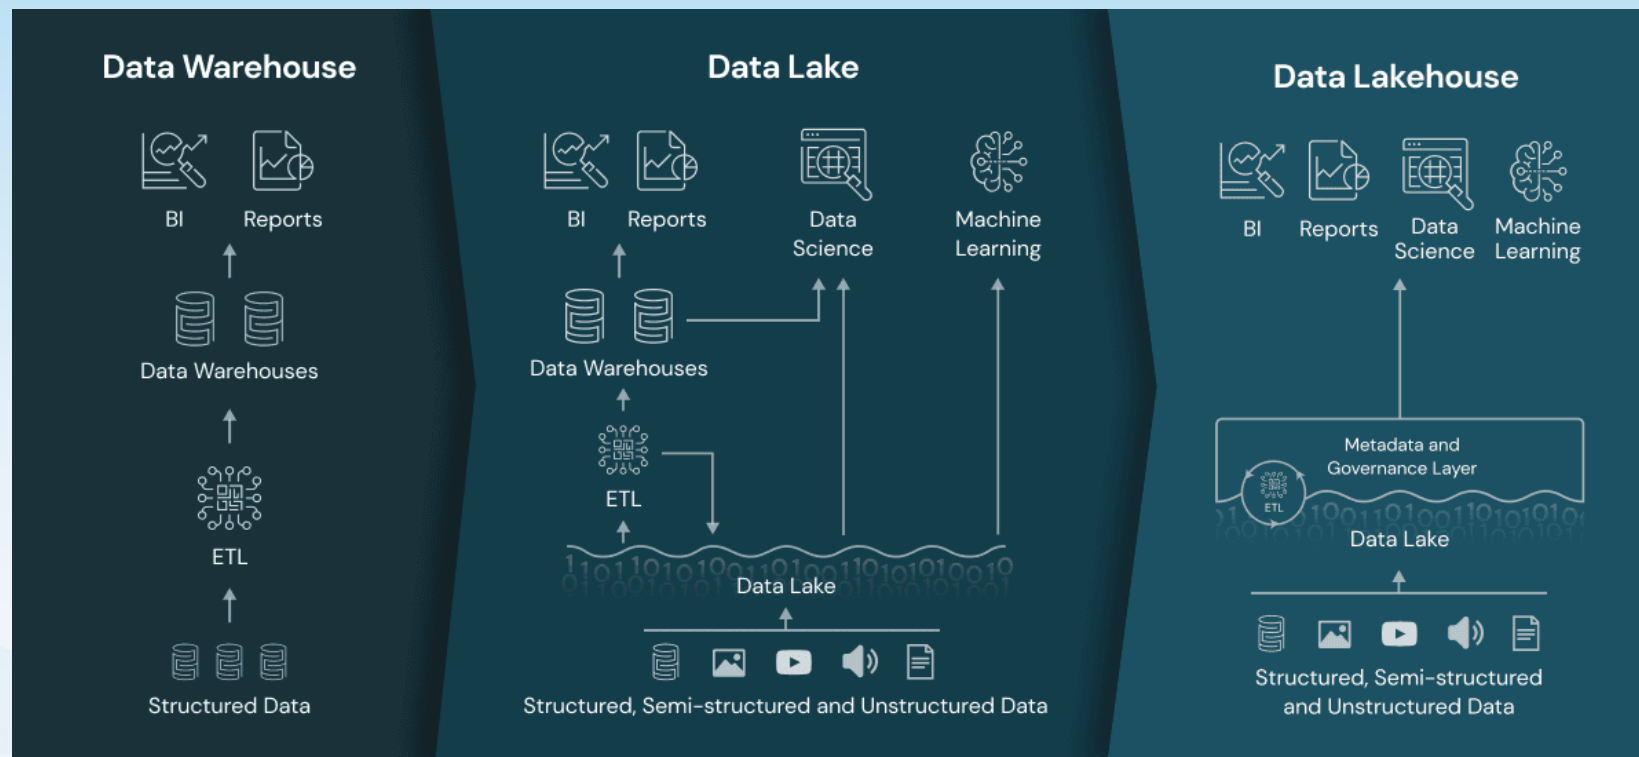 Data Warehouse
BI
Reports
Data Warehouses
ETL
Structured Data
Data Lake
BI
Reports
Data
Science
Machine
Learning
Data Warehouses
ETL
Data Lake
Structured, Semi-structured and Unstructured Data
Data Lakehouse
BI
Reports
Data
Science
Machine
Learning
Metadata and
Governance Layer
ETL
Data Lake
Structured, Semi-structured
and Unstructured Data